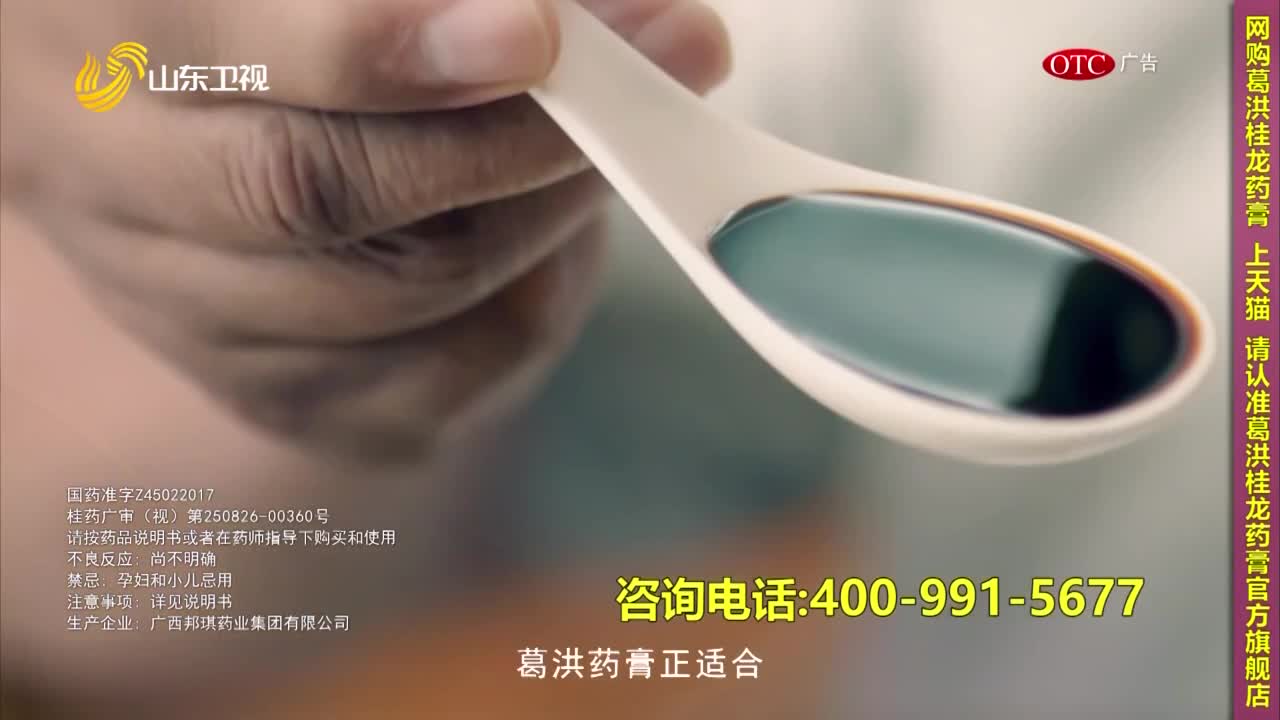 山东卫视
OTC 广告
网购葛洪桂龙药膏 上天猫 请认准葛洪桂龙药膏官方旗舰店
国药准字Z45022017
桂药广审（视）第250826-00360号
请按药品说明书或者在药师指导下购买和使用
不良反应：尚不明确
禁忌：孕妇和小儿忌用
注意事项：详见说明书
生产企业：广西邦琪药业集团有限公司
咨询电话:400-991-5677
葛洪药膏正适合